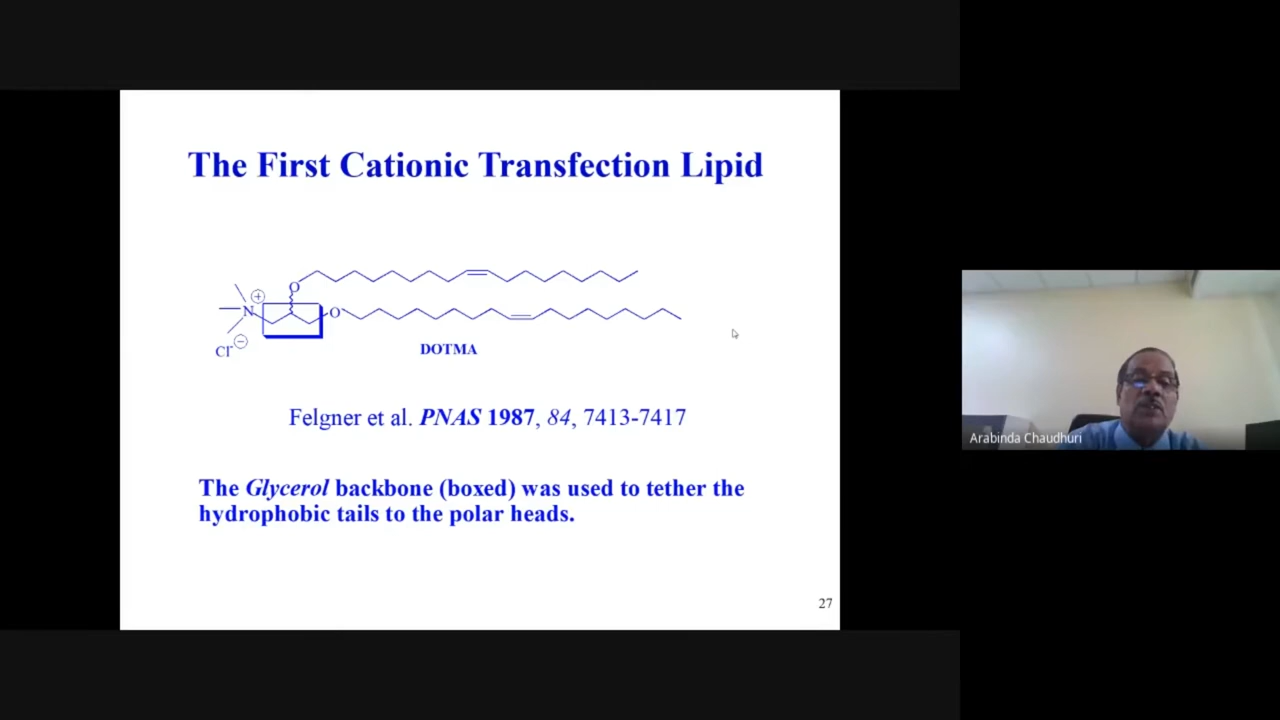 The First Cationic Transfection Lipid
O
N
+
O
Cl
−
DOTMA
Felgner et al. PNAS 1987, 84, 7413-7417
The Glycerol backbone (boxed) was used to tether the
hydrophobic tails to the polar heads.
27
Arabinda Chaudhuri